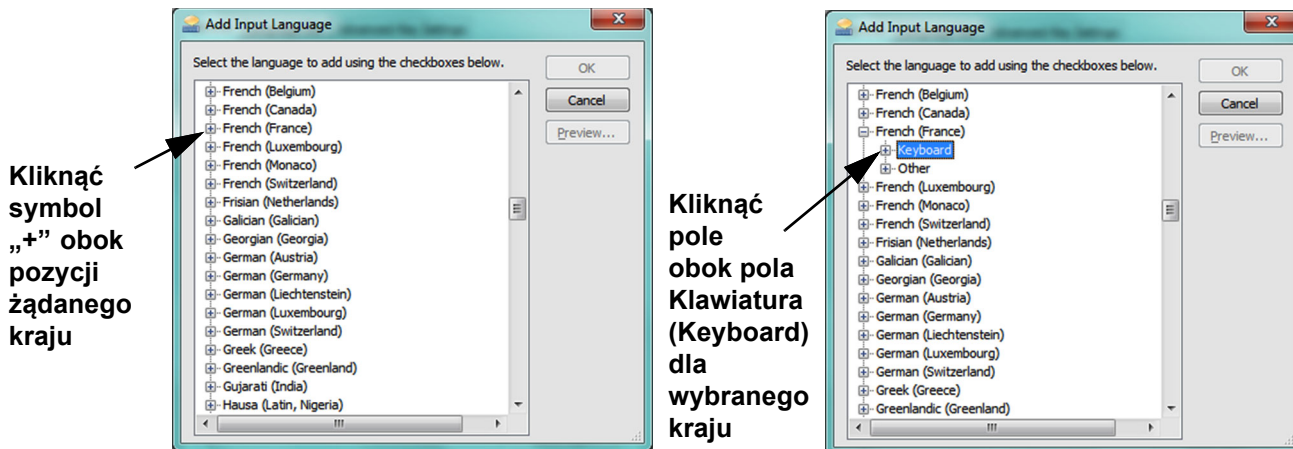 Add Input Language
Select the language to add using the checkboxes below.
French (Belgium)
French (Canada)
French (France)
French (Luxembourg)
French (Monaco)
French (Switzerland)
Frisian (Netherlands)
Galician (Galician)
Georgian (Georgia)
German (Austria)
German (Germany)
German (Liechtenstein)
German (Luxembourg)
German (Switzerland)
Greek (Greece)
Greenlandic (Greenland)
Gujarati (India)
Hausa (Latin, Nigeria)
OK
Cancel
Preview...
Kliknąć
symbol
„+” obok
pozycji
żądanego
kraju
Add Input Language
Select the language to add using the checkboxes below.
French (Belgium)
French (Canada)
French (France)
Keyboard
Other
French (Luxembourg)
French (Monaco)
French (Switzerland)
Frisian (Netherlands)
Galician (Galician)
Georgian (Georgia)
German (Austria)
German (Germany)
German (Liechtenstein)
German (Luxembourg)
German (Switzerland)
Greek (Greece)
Greenlandic (Greenland)
OK
Cancel
Preview...
Kliknąć
pole
obok pola
Klawiatura
(Keyboard)
dla
wybranego
kraju